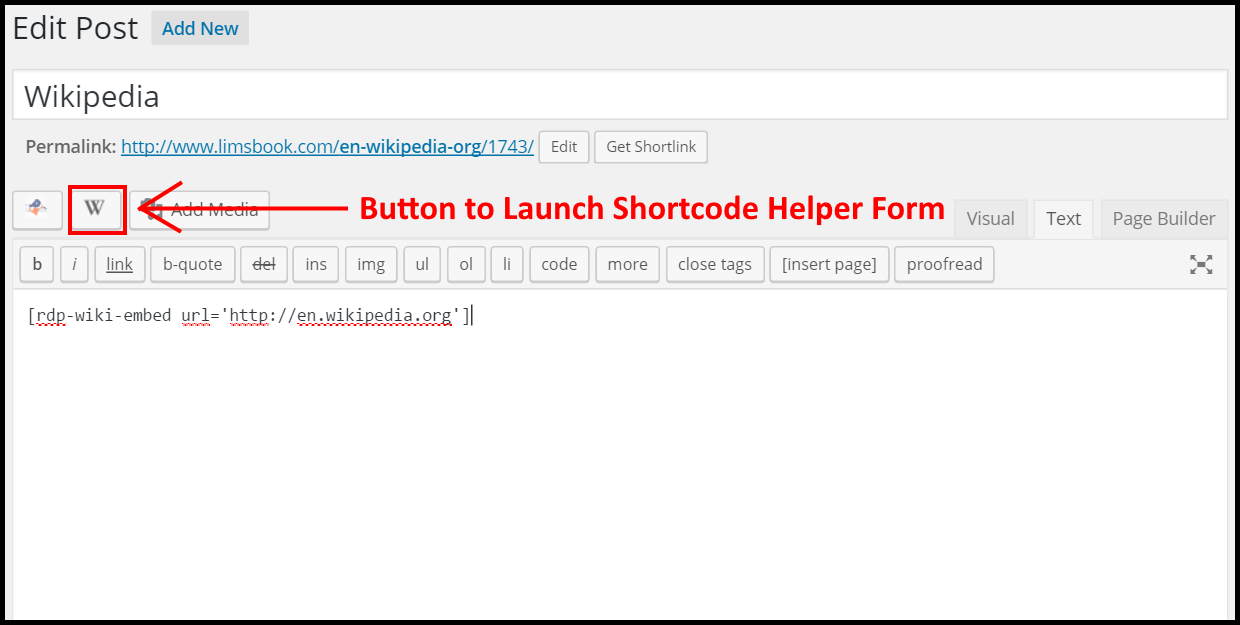 Edit Post Add New
Wikipedia
Permalink: http://www.limsbook.com/en-wikipedia-org/1743/ Edit Get Shortlink
W Add Media Button to Launch Shortcode Helper Form Visual Text Page Builder
b i link b-quote del ins img ul ol li code more close tags [insert page] proofread
[rdp-wiki-embed url='http://en.wikipedia.org']